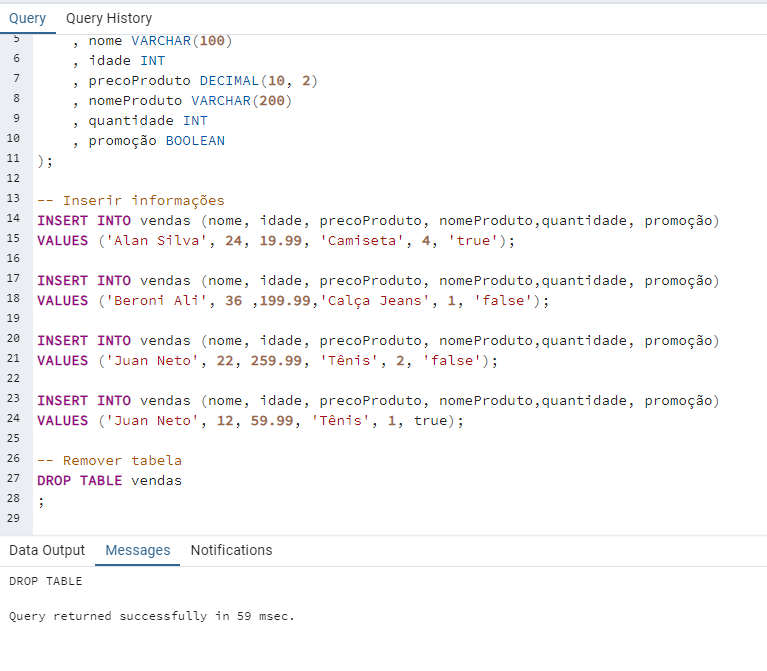 Query Query History
5 , nome VARCHAR(100)
6 , idade INT
7 , precoProduto DECIMAL(10, 2)
8 , nomeProduto VARCHAR(200)
9 , quantidade INT
10 , promoção BOOLEAN
11 );
12
13 -- Inserir informações
14 INSERT INTO vendas (nome, idade, precoProduto, nomeProduto,quantidade, promoção)
15 VALUES ('Alan Silva', 24, 19.99, 'Camiseta', 4, 'true');
16
17 INSERT INTO vendas (nome, idade, precoProduto, nomeProduto,quantidade, promoção)
18 VALUES ('Beroni Ali', 36 ,199.99,'Calça Jeans', 1, 'false');
19
20 INSERT INTO vendas (nome, idade, precoProduto, nomeProduto,quantidade, promoção)
21 VALUES ('Juan Neto', 22, 259.99, 'Tênis', 2, 'false');
22
23 INSERT INTO vendas (nome, idade, precoProduto, nomeProduto,quantidade, promoção)
24 VALUES ('Juan Neto', 12, 59.99, 'Tênis', 1, true);
25
26 -- Remover tabela
27 DROP TABLE vendas
28 ;
29
Data Output Messages Notifications
DROP TABLE
Query returned successfully in 59 msec.